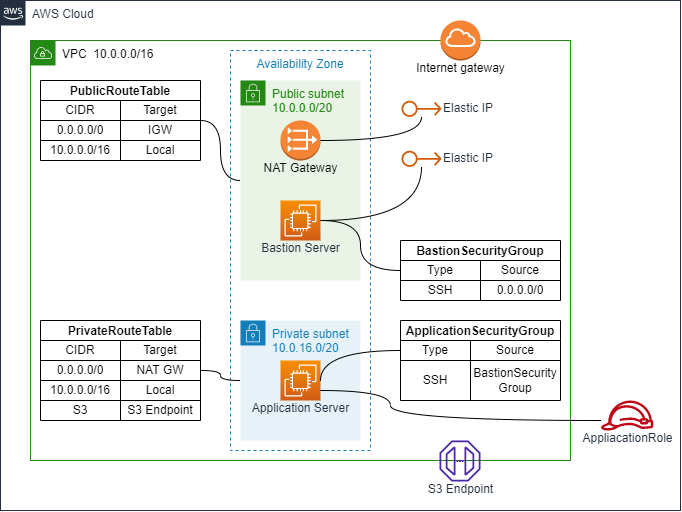 aws
AWS Cloud
VPC 10.0.0.0/16
Internet gateway
Availability Zone
PublicRouteTable
CIDR Target
0.0.0.0/0 IGW
10.0.0.0/16 Local
Public subnet
10.0.0.0/20
NAT Gateway
Elastic IP
Elastic IP
Bastion Server
BastionSecurityGroup
Type Source
SSH 0.0.0.0/0
PrivateRouteTable
CIDR Target
0.0.0.0/0 NAT GW
10.0.0.0/16 Local
S3 S3 Endpoint
Private subnet
10.0.16.0/20
Application Server
ApplicationSecurityGroup
Type Source
SSH BastionSecurity
Group
AppliacationRole
S3 Endpoint